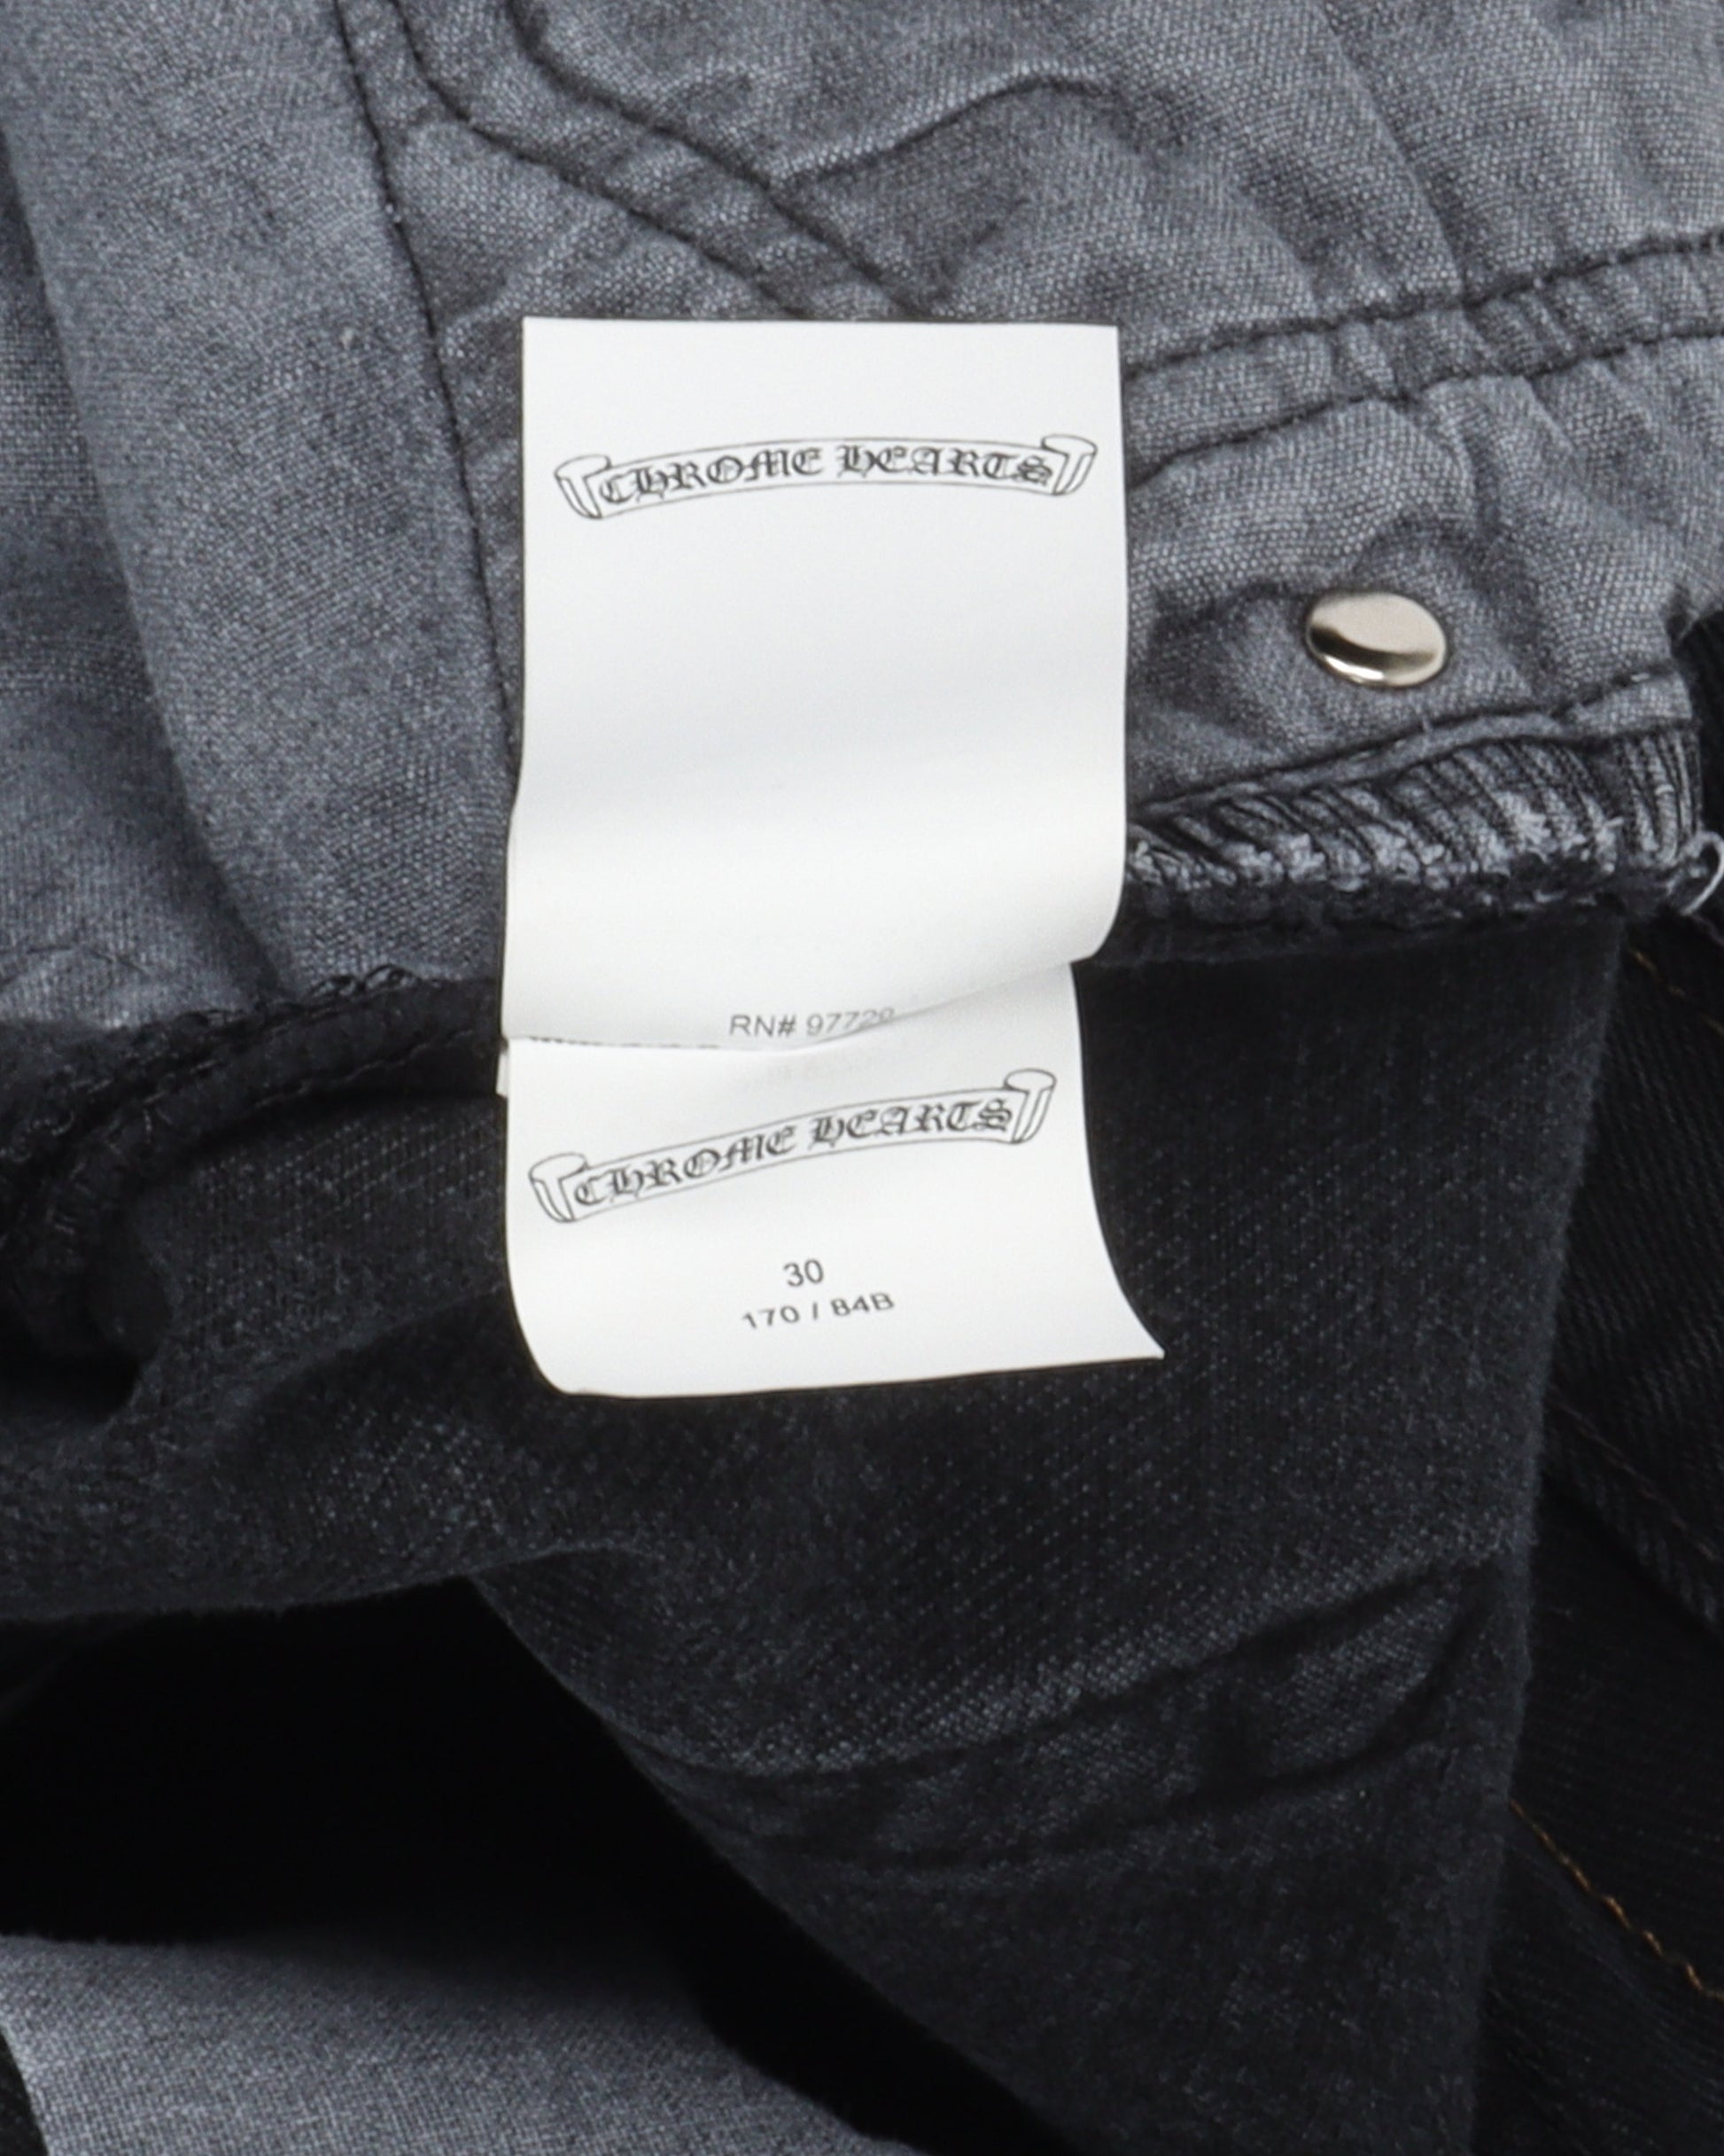 CHROME HEARTS
RN# 97729
CHROME HEARTS
30
170 / 84B